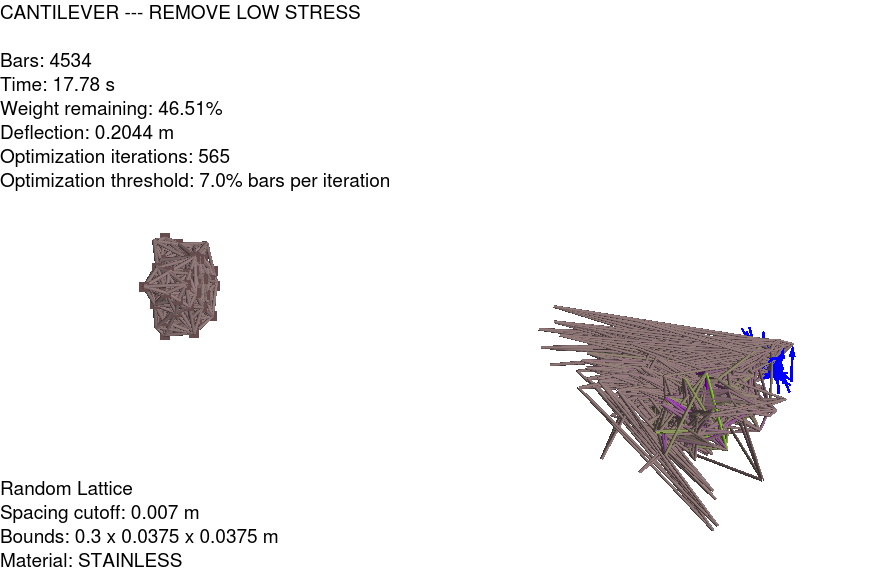 CANTILEVER --- REMOVE LOW STRESS
Bars: 4534
Time: 17.78 s
Weight remaining: 46.51%
Deflection: 0.2044 m
Optimization iterations: 565
Optimization threshold: 7.0% bars per iteration
Random Lattice
Spacing cutoff: 0.007 m
Bounds: 0.3 x 0.0375 x 0.0375 m
Material: STAINLESS